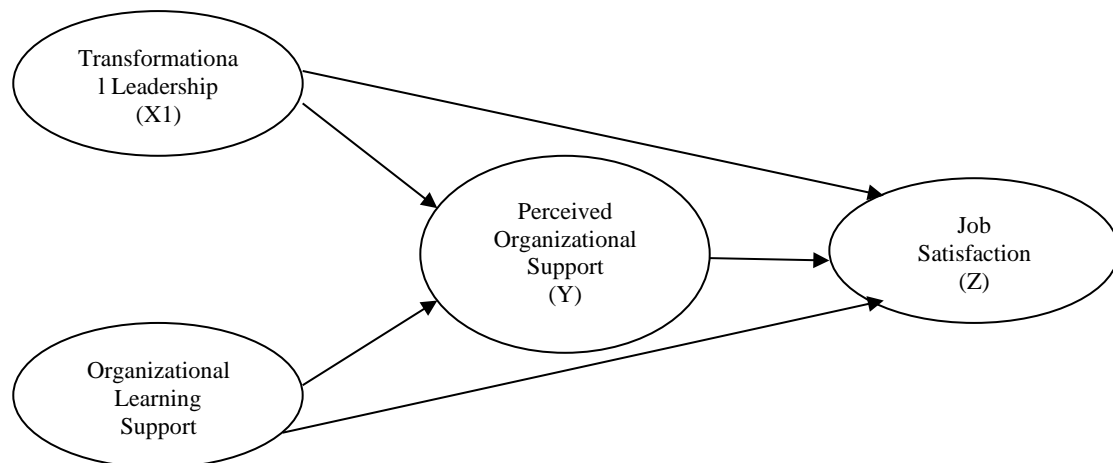 Transformationa
l Leadership
(X1)
Perceived
Organizational
Support
(Y)
Job
Satisfaction
(Z)
Organizational
Learning
Support